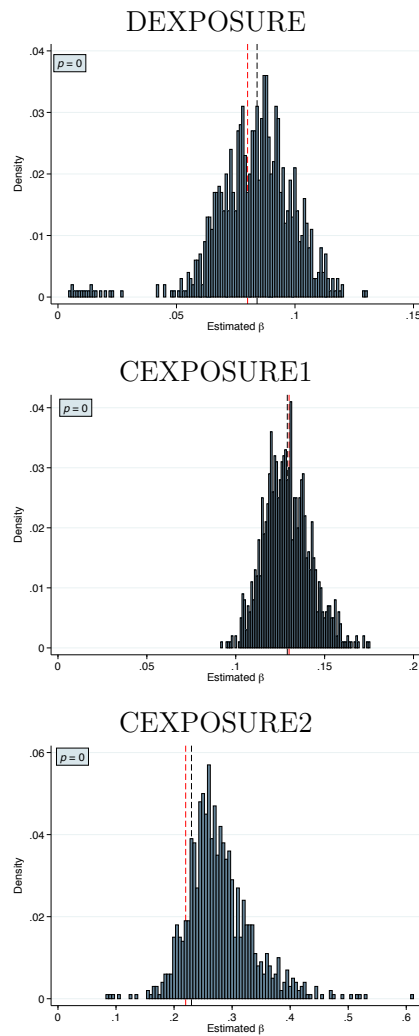 DEXPOSURE
.04
p = 0
.03
Density
.02
.01
0
0 .05 .1 .15
Estimated β
CEXPOSURE1
.04
p = 0
.03
Density
.02
.01
0
0 .05 .1 .15 .2
Estimated β
CEXPOSURE2
.06
p = 0
.04
Density
.02
0
0 .1 .2 .3 .4 .5 .6
Estimated β